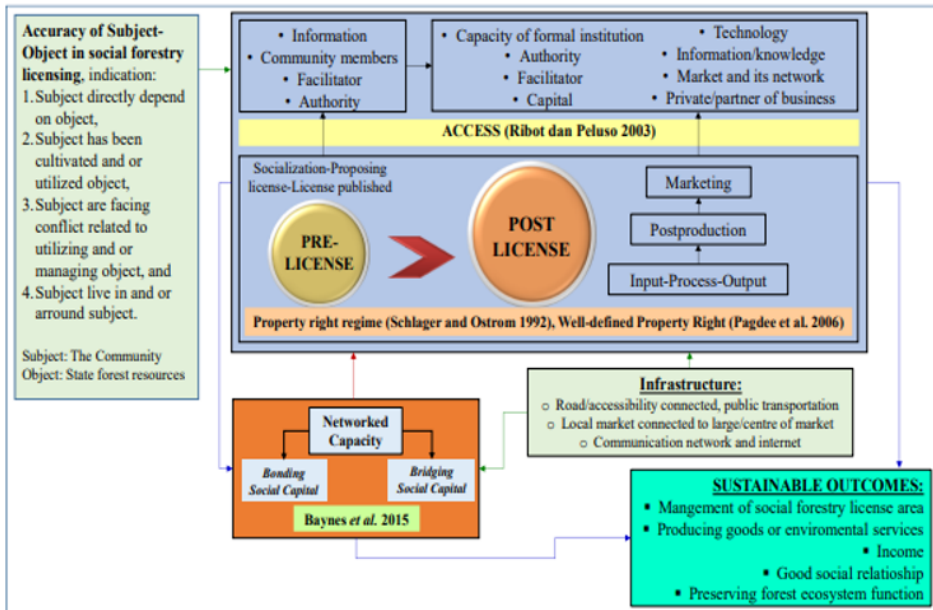 Accuracy of Subject-
Object in social forestry
licensing, indication:
1. Subject directly depend
on object,
2. Subject has been
cultivated and or
utilized object,
3. Subject are facing
conflict related to
utilizing and or
managing object, and
4. Subject live in and or
arround subject.
Subject: The Community
Object: State forest resources
• Information
• Community members
• Facilitator
• Authority
• Capacity of formal institution
• Authority
• Facilitator
• Capital
• Technology
• Information/knowledge
• Market and its network
• Private/partner of business
ACCESS (Ribot dan Peluso 2003)
Socialization-Proposing
license-License published
PRE-
LICENSE
POST
LICENSE
Marketing
Postproduction
Input-Process-Output
Property right regime (Schlager and Ostrom 1992), Well-defined Property Right (Pagdee et al. 2006)
Networked
Capacity
Bonding
Social Capital
Bridging
Social Capital
Baynes et al. 2015
Infrastructure:
o Road/accessibility connected, public transportation
o Local market connected to large/centre of market
o Communication network and internet
SUSTAINABLE OUTCOMES:
▪ Mangement of social forestry license area
▪ Producing goods or enviromental services
▪ Income
▪ Good social relatioship
▪ Preserving forest ecosystem function